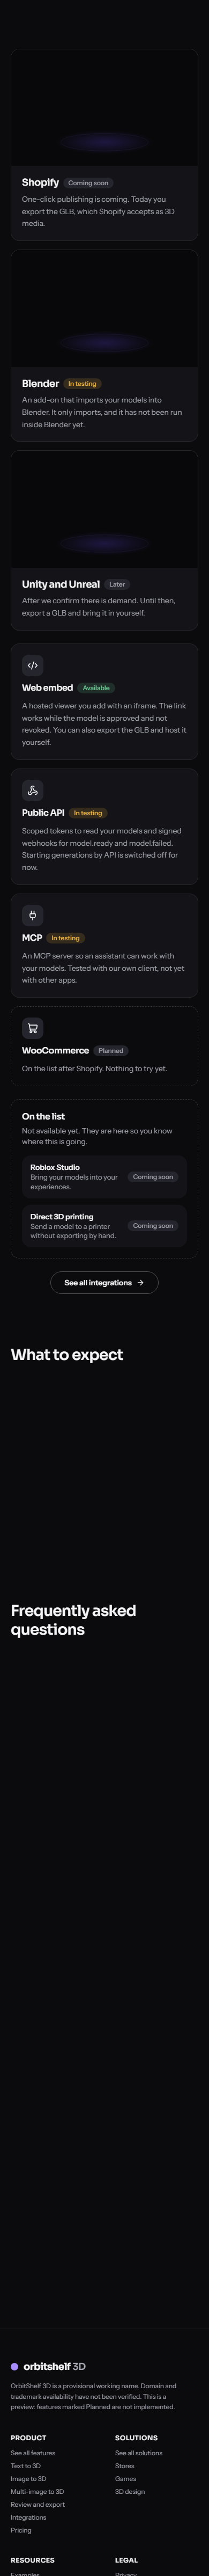 Shopify Coming soon
One-click publishing is coming. Today you
export the GLB, which Shopify accepts as 3D
media.
Blender In testing
An add-on that imports your models into
Blender. It only imports, and it has not been run
inside Blender yet.
Unity and Unreal Later
After we confirm there is demand. Until then,
export a GLB and bring it in yourself.
Web embed Available
A hosted viewer you add with an iframe. The link
works while the model is approved and not
revoked. You can also export the GLB and host it
yourself.
Public API In testing
Scoped tokens to read your models and signed
webhooks for model.ready and model.failed.
Starting generations by API is switched off for
now.
MCP In testing
An MCP server so an assistant can work with
your models. Tested with our own client, not yet
with other apps.
WooCommerce Planned
On the list after Shopify. Nothing to try yet.
On the list
Not available yet. They are here so you know
where this is going.
Roblox Studio
Bring your models into your
experiences.
Coming soon
Direct 3D printing
Send a model to a printer
without exporting by hand.
Coming soon
See all integrations
What to expect
Frequently asked
questions
orbitshelf 3D
OrbitShelf 3D is a provisional working name. Domain and
trademark availability have not been verified. This is a
preview: features marked Planned are not implemented.
PRODUCT
See all features
Text to 3D
Image to 3D
Multi-image to 3D
Review and export
Integrations
Pricing
SOLUTIONS
See all solutions
Stores
Games
3D design
RESOURCES
Examples
LEGAL
Privacy